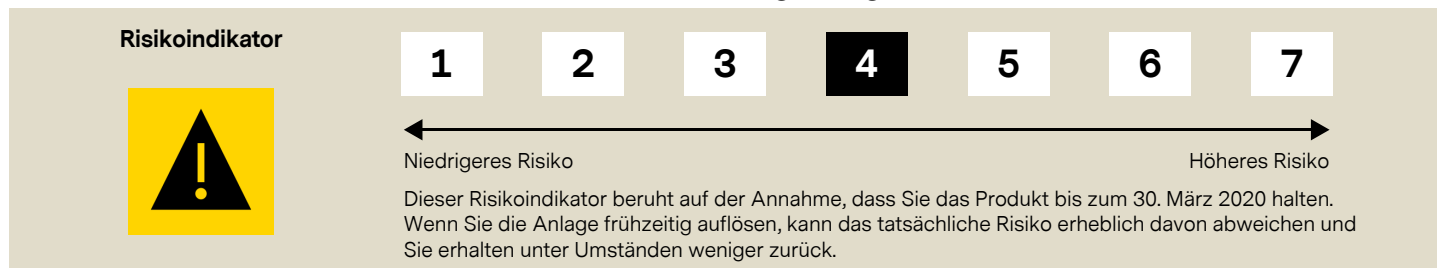 Risikoindikator
1 2 3 4 5 6 7
Niedrigeres Risiko Höheres Risiko
Dieser Risikoindikator beruht auf der Annahme, dass Sie das Produkt bis zum 30. März 2020 halten.
Wenn Sie die Anlage frühzeitig auflösen, kann das tatsächliche Risiko erheblich davon abweichen und
Sie erhalten unter Umständen weniger zurück.